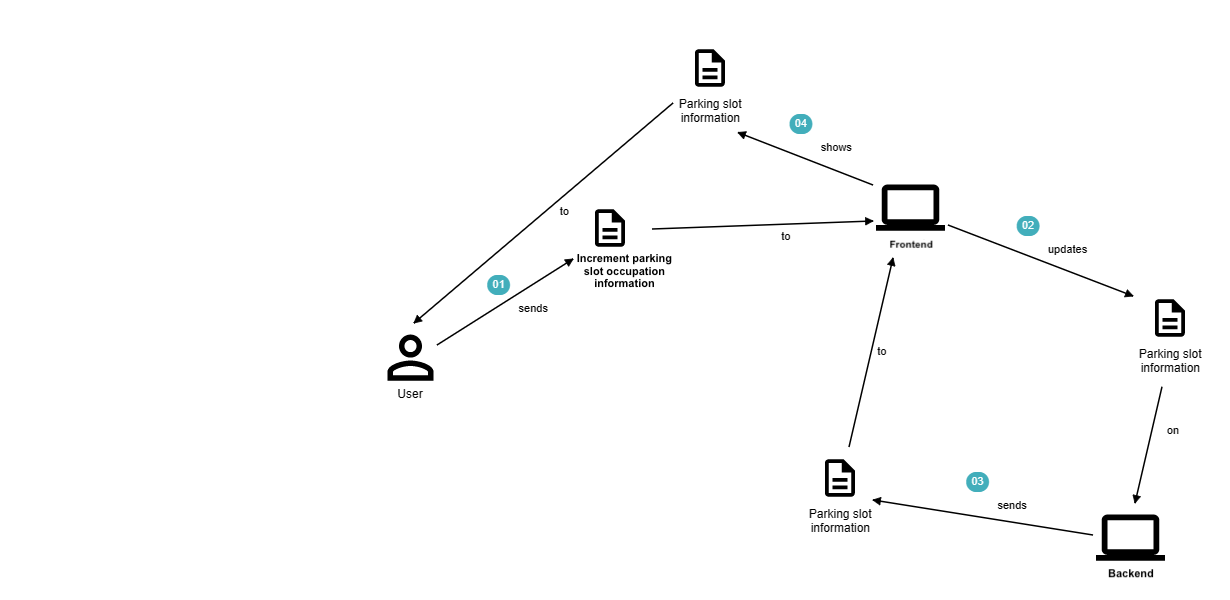 Parking slot
information
04
shows
to
02
updates
to
Frontend
Increment parking
slot occupation
information
01
sends
to
Parking slot
information
User
on
03
sends
Parking slot
information
Backend